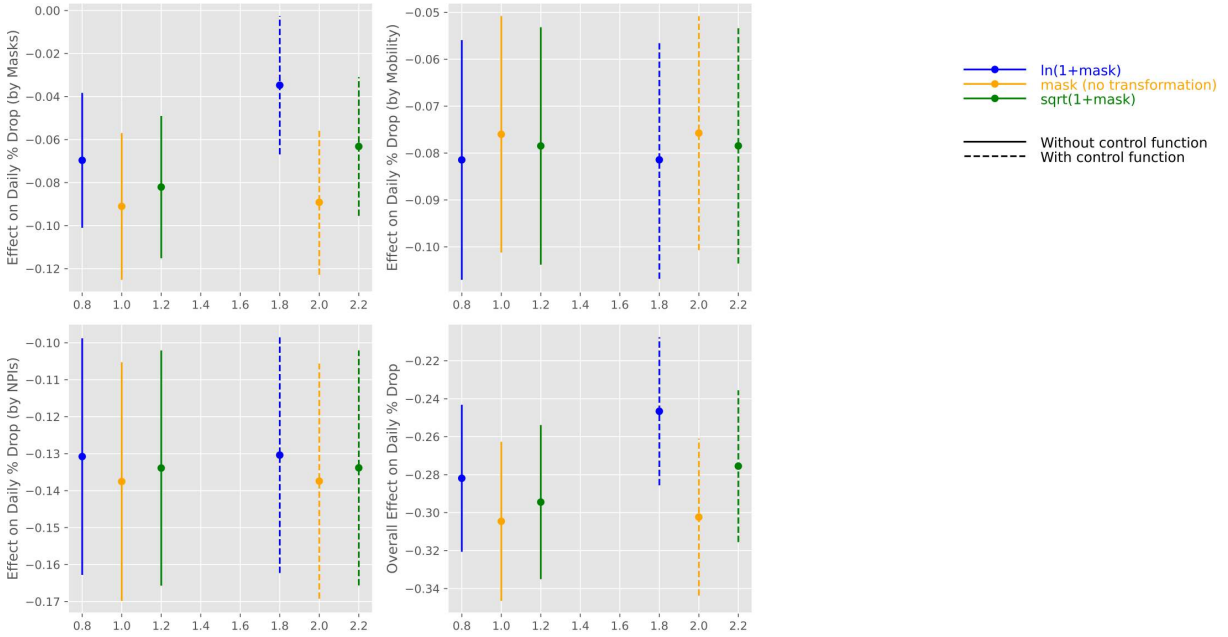 Effect on Daily % Drop (by Masks)
0.00
−0.02
−0.04
−0.06
−0.08
−0.10
−0.12
0.8 1.0 1.2 1.4 1.6 1.8 2.0 2.2
Effect on Daily % Drop (by Mobility)
−0.05
−0.06
−0.07
−0.08
−0.09
−0.10
0.8 1.0 1.2 1.4 1.6 1.8 2.0 2.2
ln(1+mask)
mask (no transformation)
sqrt(1+mask)
Without control function
With control function
Effect on Daily % Drop (by NPIs)
−0.10
−0.11
−0.12
−0.13
−0.14
−0.15
−0.16
−0.17
0.8 1.0 1.2 1.4 1.6 1.8 2.0 2.2
Overall Effect on Daily % Drop
−0.22
−0.24
−0.26
−0.28
−0.30
−0.32
−0.34
0.8 1.0 1.2 1.4 1.6 1.8 2.0 2.2